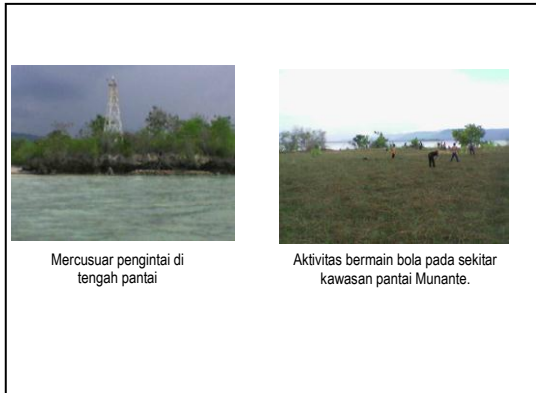 Mercusuar pengintai di
tengah pantai
Aktivitas bermain bola pada sekitar
kawasan pantai Munante.